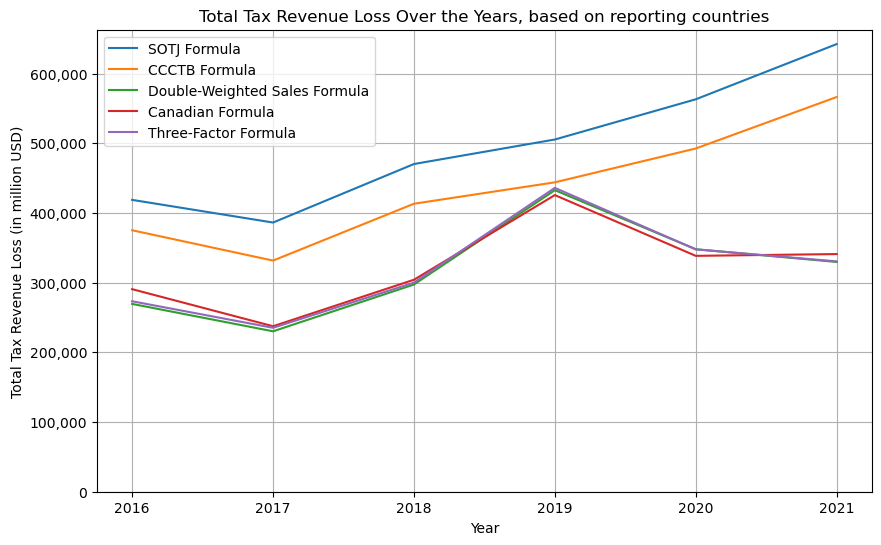 Total Tax Revenue Loss Over the Years, based on reporting countries
SOTJ Formula
CCCTB Formula
Double-Weighted Sales Formula
Canadian Formula
Three-Factor Formula
Total Tax Revenue Loss (in million USD)
600,000
500,000
400,000
300,000
200,000
100,000
0
2016 2017 2018 2019 2020 2021
Year